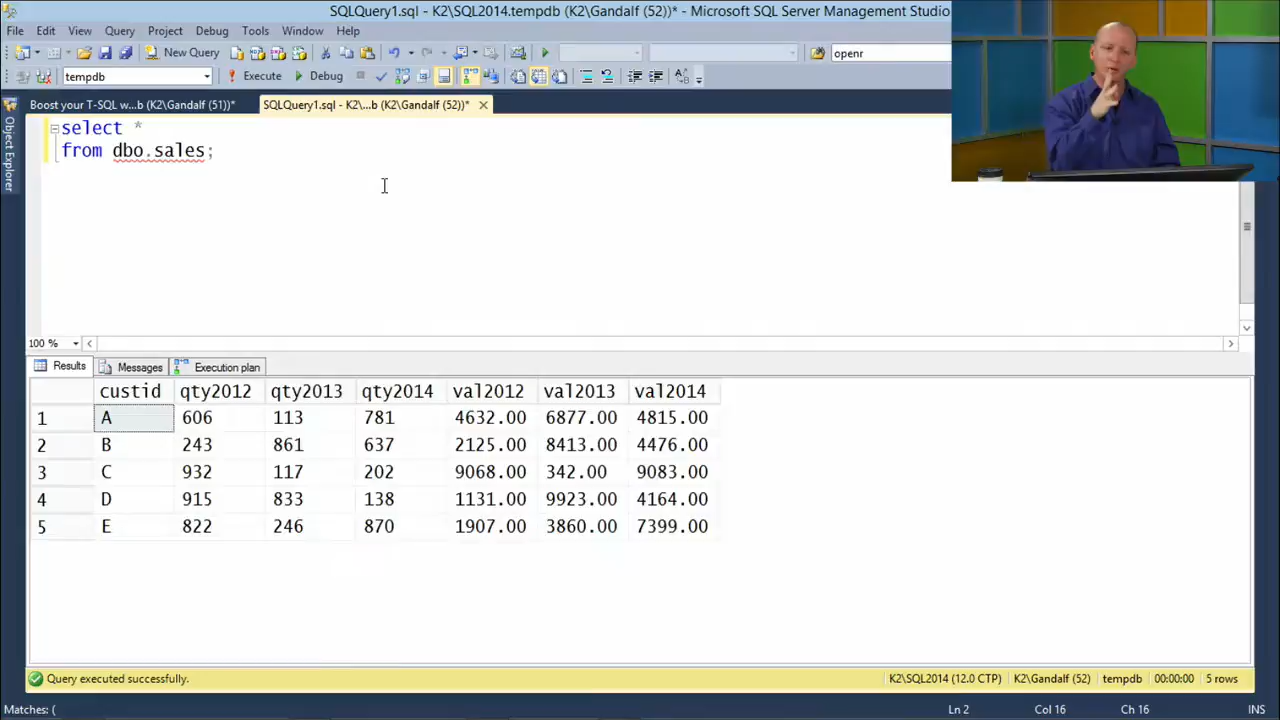 SQLQuery1.sql - K2\SQL2014.tempdb (K2\Gandalf (52))* - Microsoft SQL Server Management Studio
File Edit View Query Project Debug Tools Window Help
New Query openr
tempdb Execute Debug
Boost your T-SQL w...b (K2\Gandalf (51))* SQLQuery1.sql - K2\...b (K2\Gandalf (52))*
Object Explorer
select *
from dbo.sales;
100 %
Results Messages Execution plan
custid qty2012 qty2013 qty2014 val2012 val2013 val2014
1 A 606 113 781 4632.00 6877.00 4815.00
2 B 243 861 637 2125.00 8413.00 4476.00
3 C 932 117 202 9068.00 342.00 9083.00
4 D 915 833 138 1131.00 9923.00 4164.00
5 E 822 246 870 1907.00 3860.00 7399.00
Query executed successfully. K2\SQL2014 (12.0 CTP) K2\Gandalf (52) tempdb 00:00:00 5 rows
Matches: ( Ln 2 Col 16 Ch 16 INS